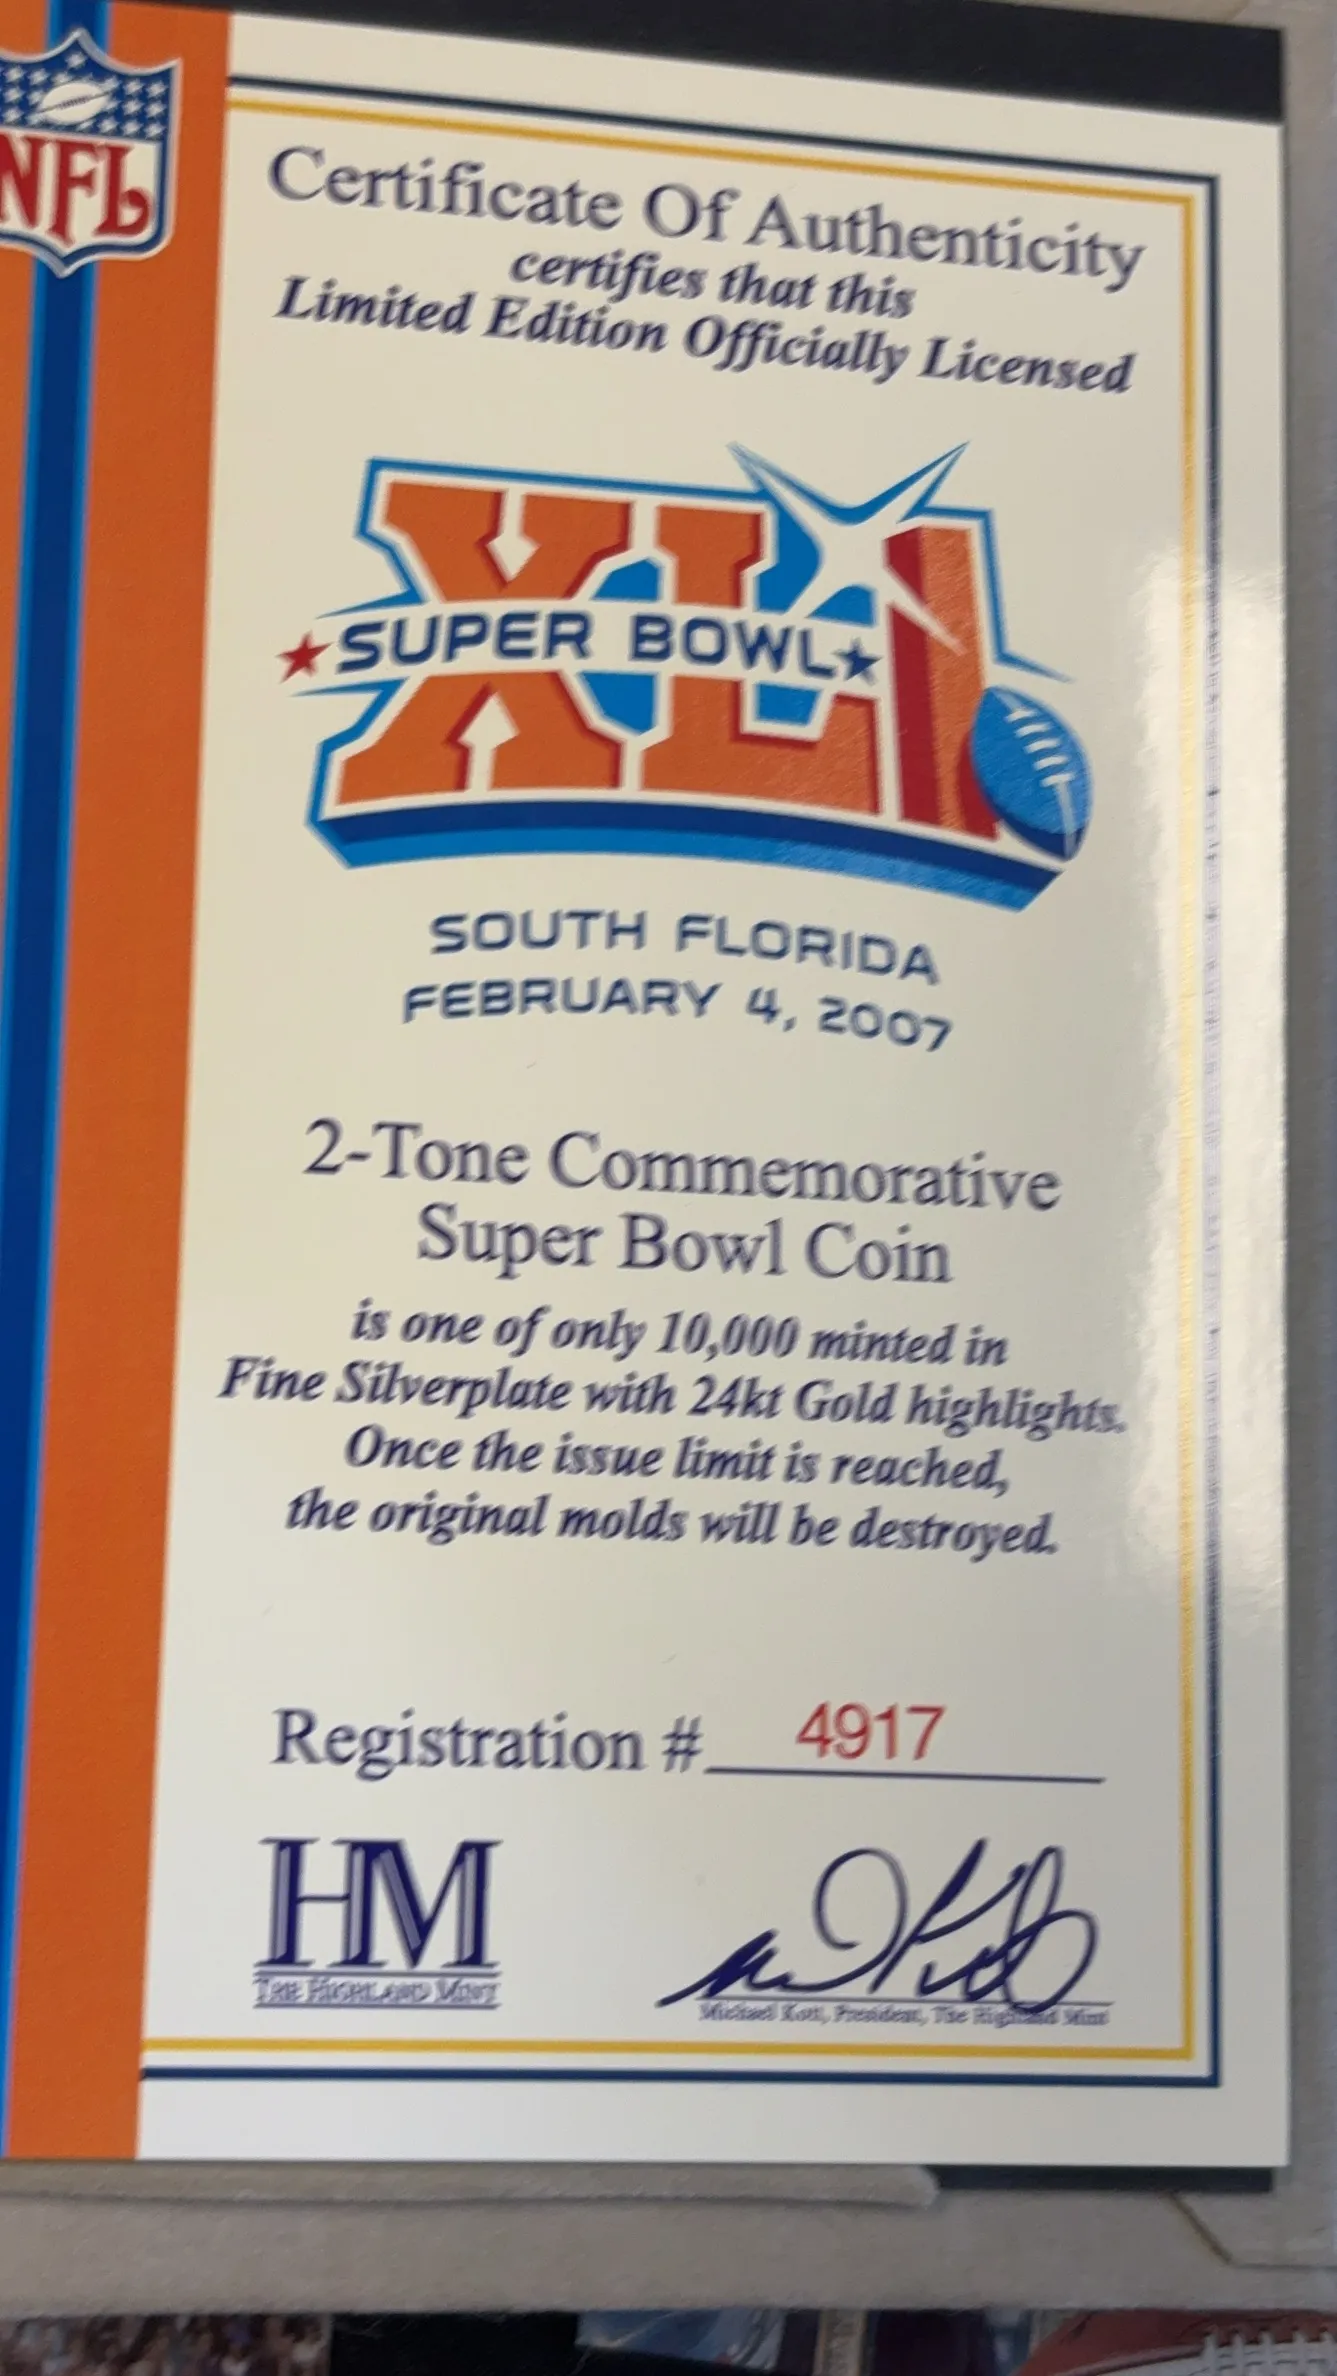 NFL
Certificate Of Authenticity
certifies that this
Limited Edition Officially Licensed
XLI
SUPER BOWL
SOUTH FLORIDA
FEBRUARY 4, 2007
2-Tone Commemorative
Super Bowl Coin
is one of only 10,000 minted in
Fine Silverplate with 24kt Gold highlights.
Once the issue limit is reached,
the original molds will be destroyed.
Registration # 4917
HM
THE HIGHLAND MINT
Michael Kott, President, The Highland Mint